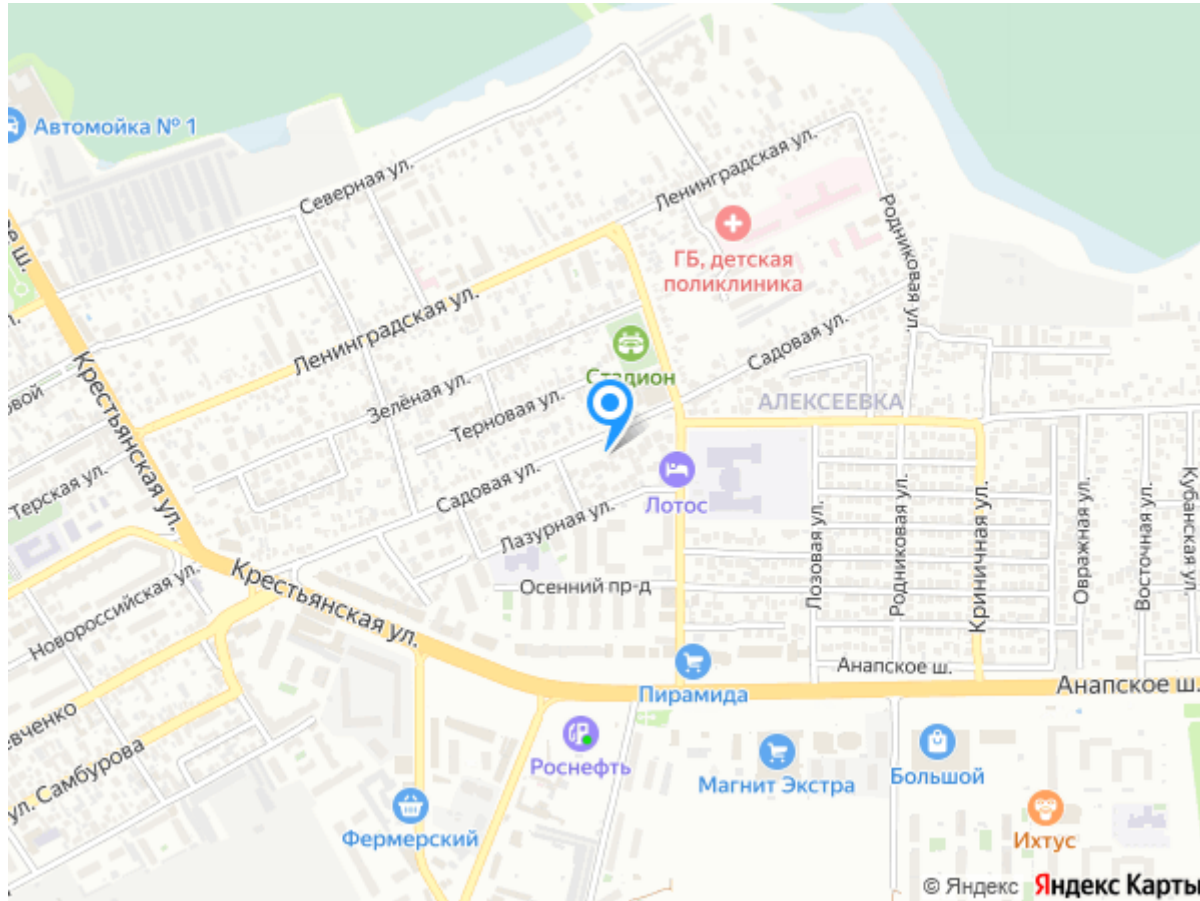 Автомойка № 1
Северная ул.
Ленинградская ул.
Родниковая ул.
ГБ, детская
поликлиника
ш.
Ленинградская ул.
Садовая ул.
Крестьянская ул.
Стадион
Зелёная ул.
Терновая ул.
АЛЕКСЕЕВКА
Терская ул.
Садовая ул.
Лотос
Лазурная ул.
Лозовая ул.
Родниковая ул.
Криничная ул.
Овражная ул.
Восточная ул.
Кубанская ул.
Новороссийская ул.
Крестьянская ул.
Осенний пр-д
Анапское ш.
Анапское ш.
Пирамида
евченко
ул. Самбурова
Роснефть
Магнит Экстра
Большой
Фермерский
Ихтус
© Яндекс Яндекс Карты